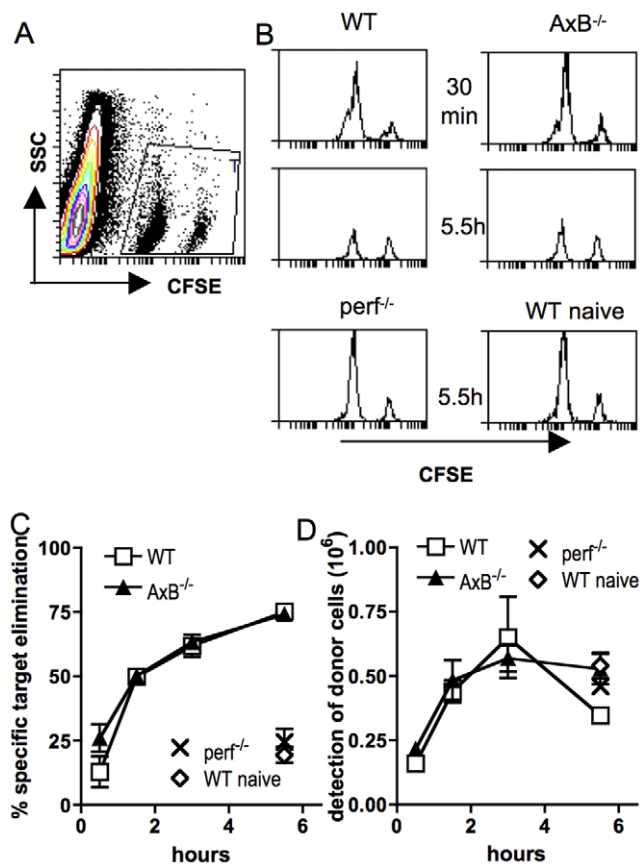 A
B
WT
AxB-/-
SSC
T
CFSE
30
min
5.5h
perf-/-
WT naive
5.5h
CFSE
C
% specific target elimination
100
75
50
25
0
WT
AxB-/-
perf-/-
WT naive
0 2 4 6
hours
D
detection of donor cells (10^6)
1.00
0.75
0.50
0.25
0.00
WT
AxB-/-
perf-/-
WT naive
0 2 4 6
hours